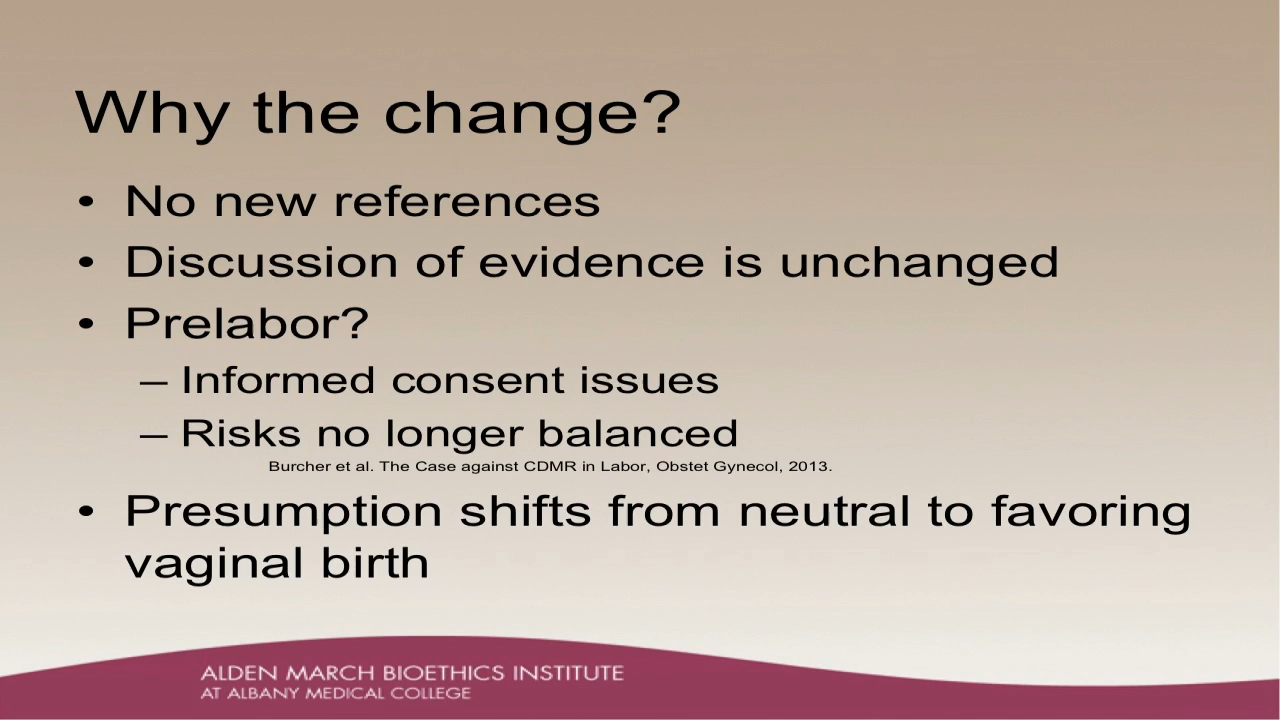 Why the change?
• No new references
• Discussion of evidence is unchanged
• Prelabor?
– Informed consent issues
– Risks no longer balanced
Burcher et al. The Case against CDMR in Labor, Obstet Gynecol, 2013.
• Presumption shifts from neutral to favoring
vaginal birth
ALDEN MARCH BIOETHICS INSTITUTE
AT ALBANY MEDICAL COLLEGE